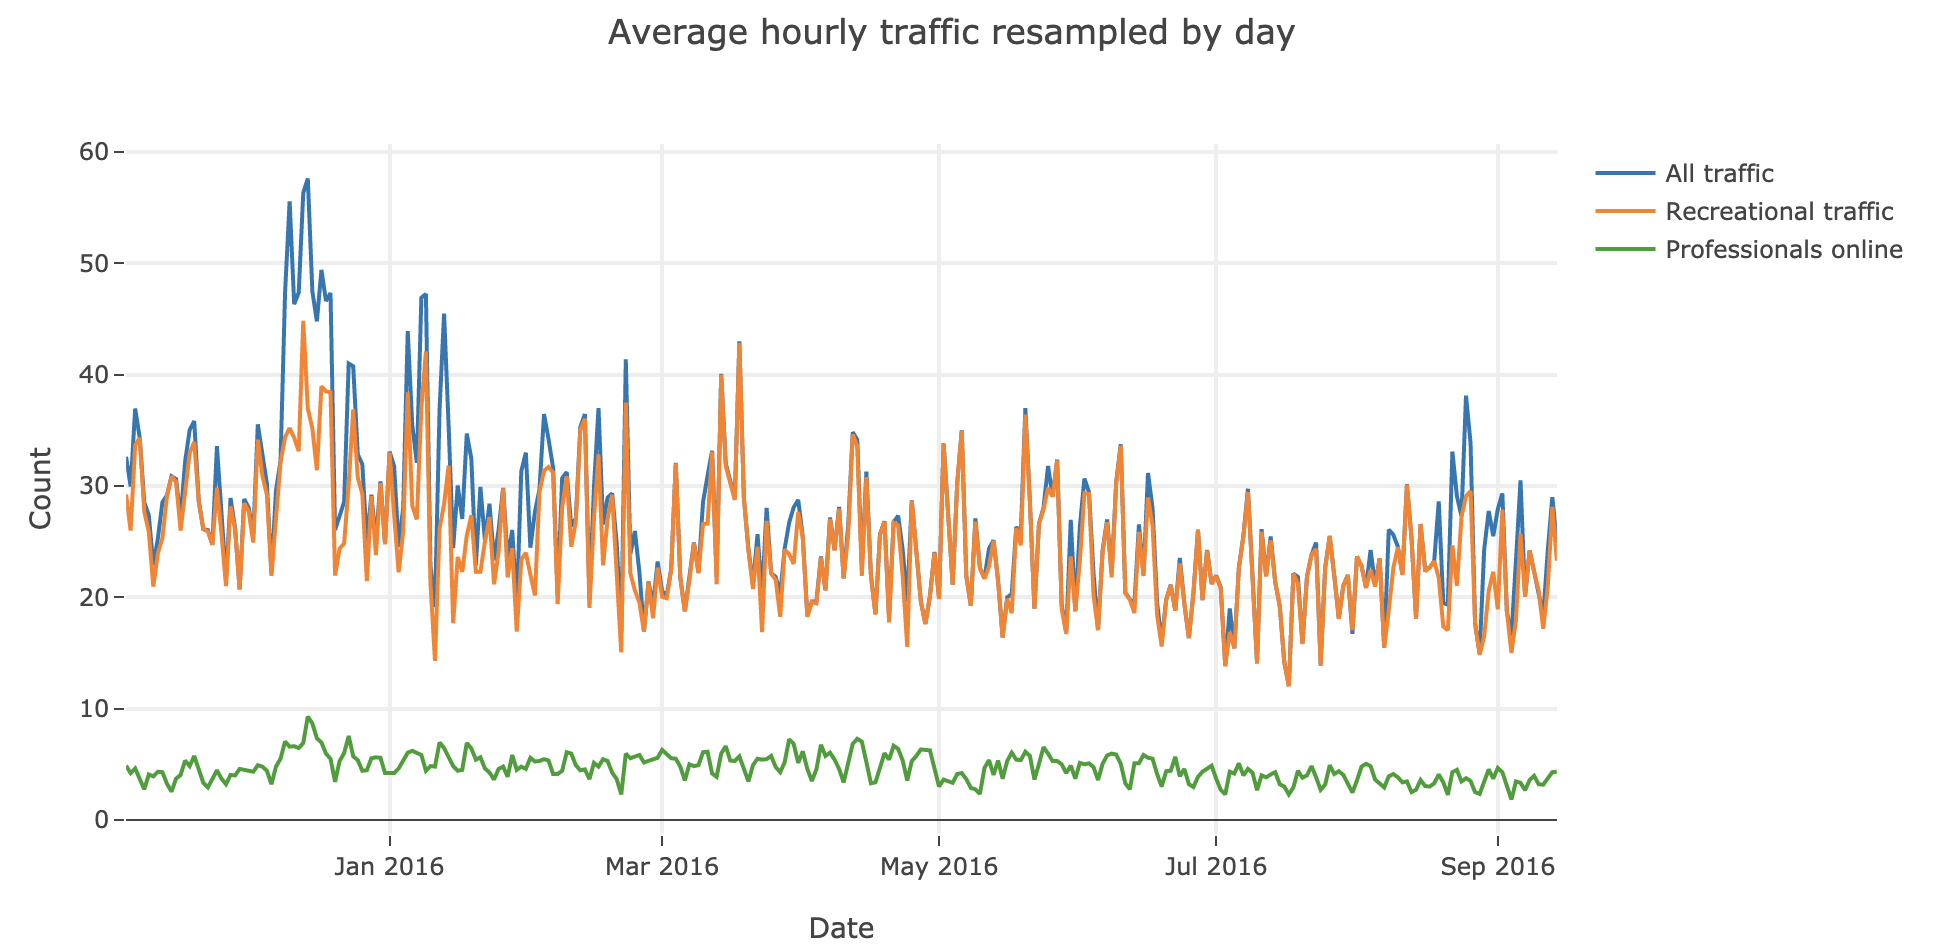 Average hourly traffic resampled by day
60
50
40
30
20
10
0
Count
Jan 2016
Mar 2016
May 2016
Jul 2016
Sep 2016
Date
All traffic
Recreational traffic
Professionals online